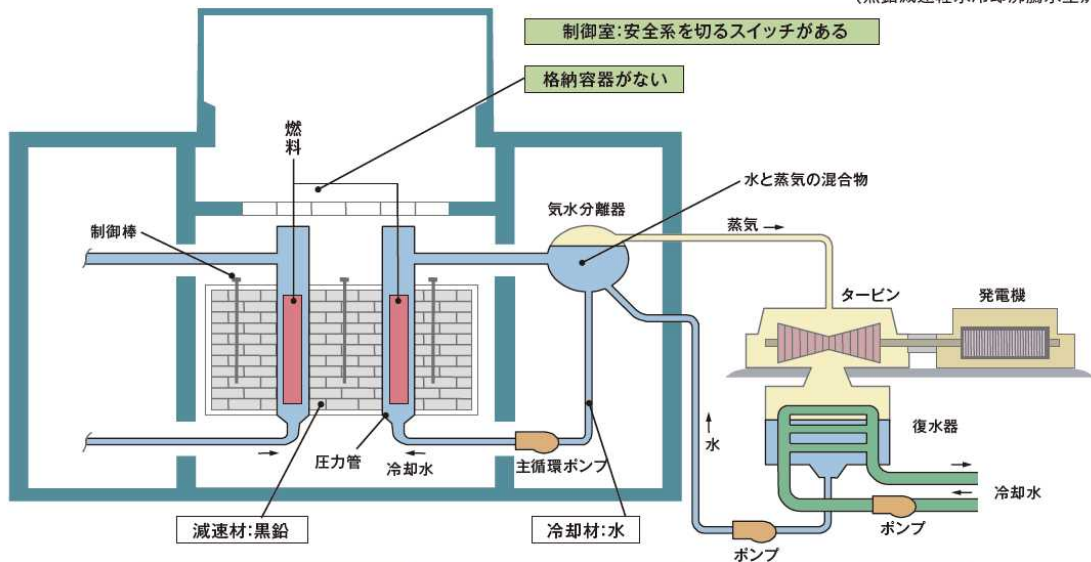 制御室:安全系を切るスイッチがある
格納容器がない
燃料
水と蒸気の混合物
気水分離器
蒸気
制御棒
タービン
発電機
復水器
水
圧力管
冷却水
主循環ポンプ
冷却水
減速材:黒鉛
冷却材:水
ポンプ
ポンプ